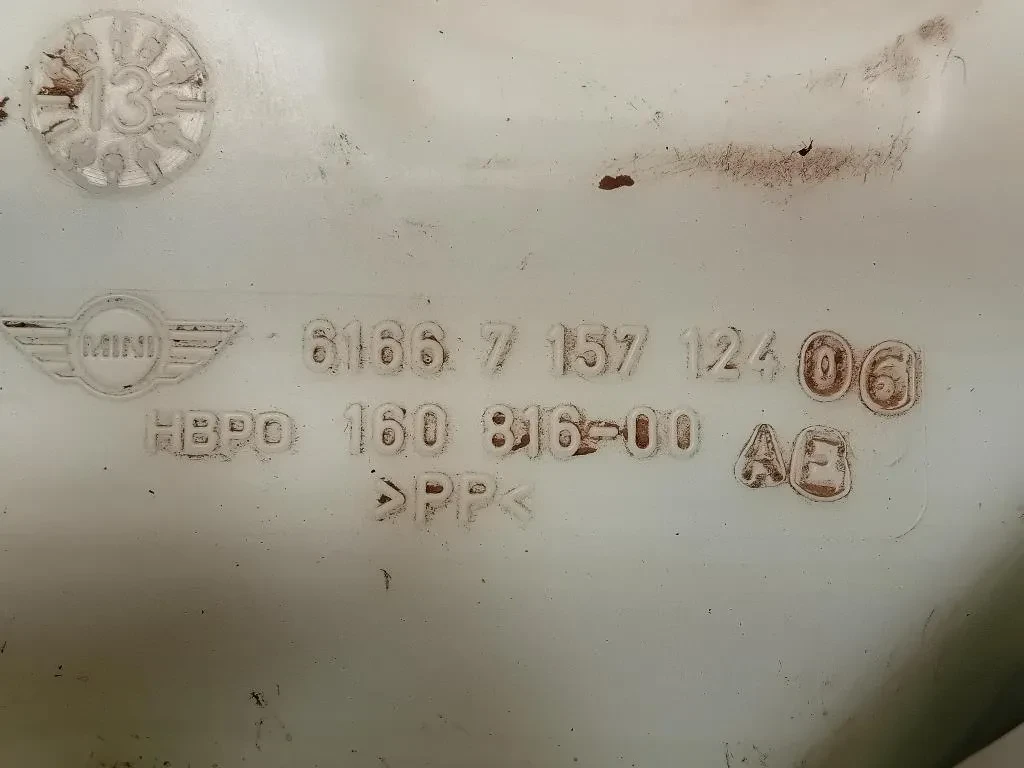 13
MINI
6166 7 157 124 06
HBPO 160 816-00 AE
>PP<